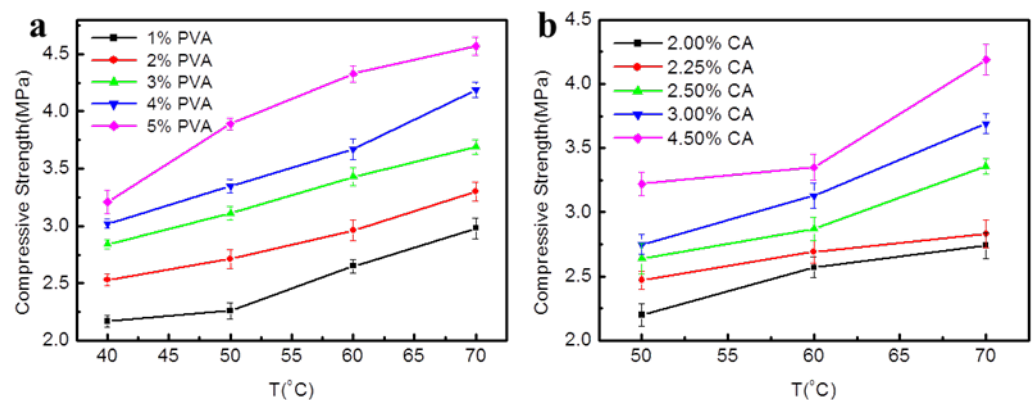 a
1% PVA
2% PVA
3% PVA
4% PVA
5% PVA
Compressive Strength(MPa)
4.5
4.0
3.5
3.0
2.5
2.0
40 45 50 55 60 65 70
T(°C)
b
2.00% CA
2.25% CA
2.50% CA
3.00% CA
4.50% CA
Compressive Strength(MPa)
4.5
4.0
3.5
3.0
2.5
2.0
50 55 60 65 70
T(°C)